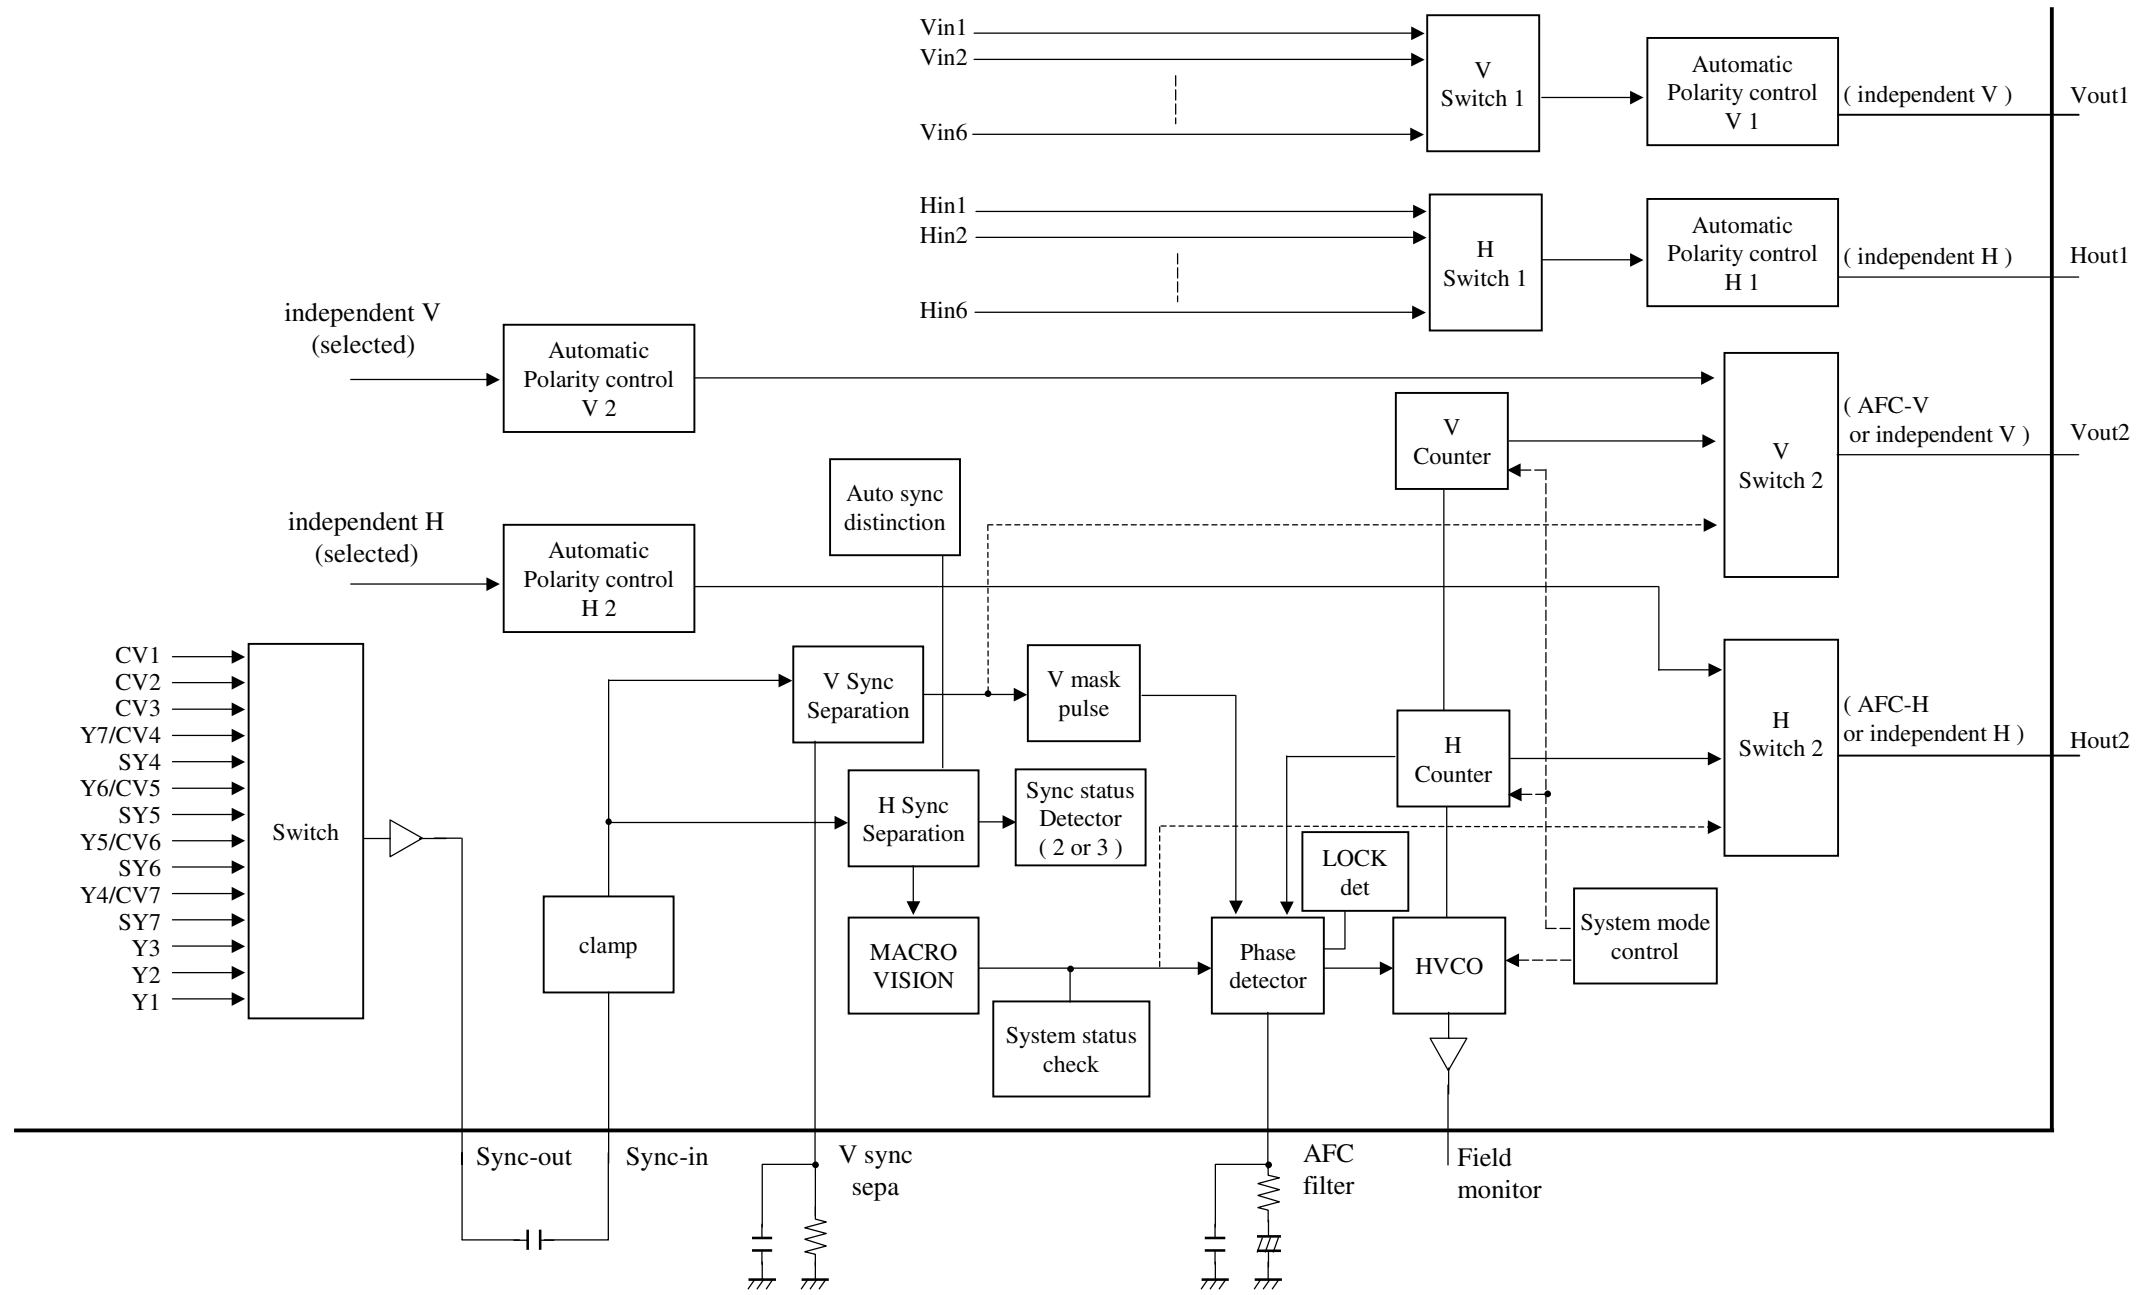 Vin1
Vin2
Vin6
V
Switch 1
Automatic
Polarity control
V 1
( independent V )
Vout1
Hin1
Hin2
Hin6
H
Switch 1
Automatic
Polarity control
H 1
( independent H )
Hout1
independent V
(selected)
Automatic
Polarity control
V 2
V
Counter
V
Switch 2
( AFC-V
or independent V )
Vout2
Auto sync
distinction
independent H
(selected)
Automatic
Polarity control
H 2
CV1
CV2
CV3
Y7/CV4
SY4
Y6/CV5
SY5
Y5/CV6
SY6
Y4/CV7
SY7
Y3
Y2
Y1
Switch
V Sync
Separation
V mask
pulse
H Sync
Separation
Sync status
Detector
( 2 or 3 )
H
Counter
H
Switch 2
( AFC-H
or independent H )
Hout2
LOCK
det
clamp
MACRO
VISION
Phase
detector
HVCO
System mode
control
System status
check
Sync-out
Sync-in
V sync
sepa
AFC
filter
Field
monitor